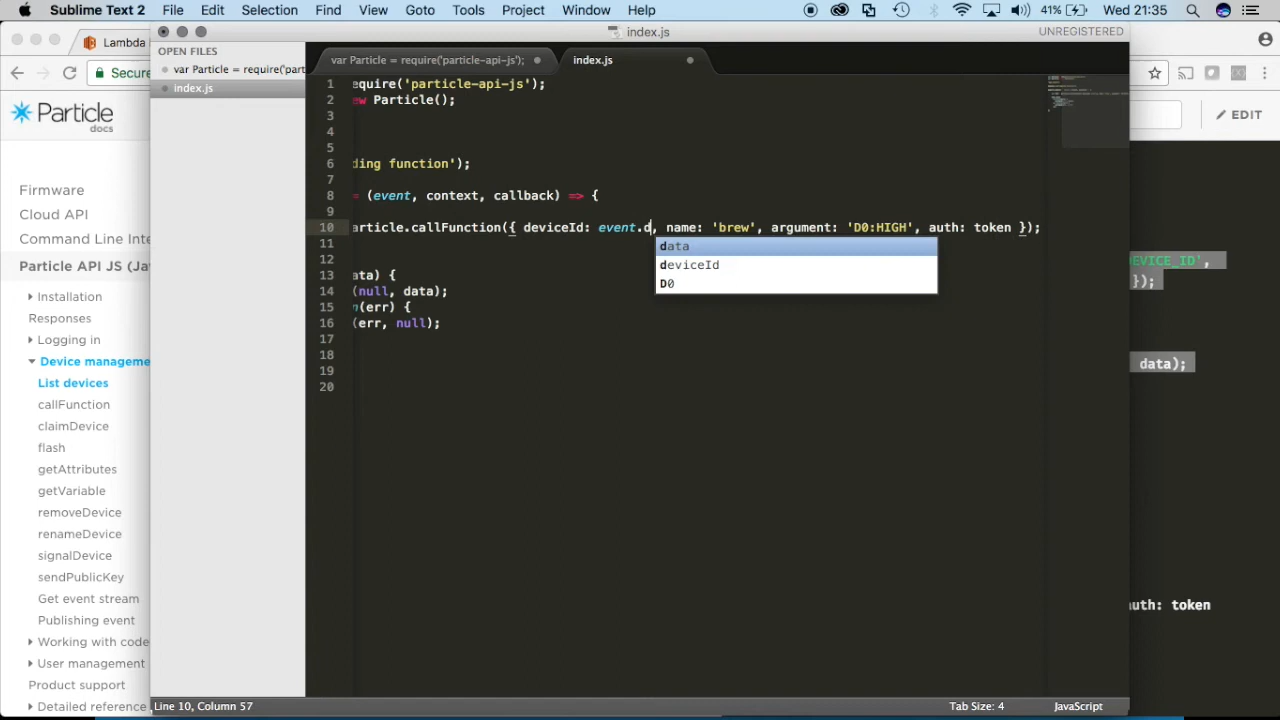 Sublime Text 2 File Edit Selection Find View Goto Tools Project Window Help 41% Wed 21:35
index.js UNREGISTERED
Lambda
OPEN FILES
var Particle = require('part
index.js
var Particle = require('particle-api-js'); index.js
Secure
Particle
docs
EDIT
Firmware
Cloud API
Command Line Inte
Particle API JS (Jav
Installation
Responses
Logging in
Device manageme
List devices
callFunction
claimDevice
flash
getAttributes
getVariable
removeDevice
renameDevice
signalDevice
sendPublicKey
Get event stream
Publishing event
Working with code
User management
Product support
Detailed reference
1 equire('particle-api-js');
2 ew Particle();
3
4
5
6 ding function');
7
8 = (event, context, callback) => {
9
10 article.callFunction({ deviceId: event.d, name: 'brew', argument: 'D0:HIGH', auth: token });
11
12
13 ata) {
14 (null, data);
15 n(err) {
16 (err, null);
17
18
19
20
data
deviceId
D0
EVICE_ID',
});
data);
uth: token
Line 10, Column 57 Tab Size: 4 JavaScript